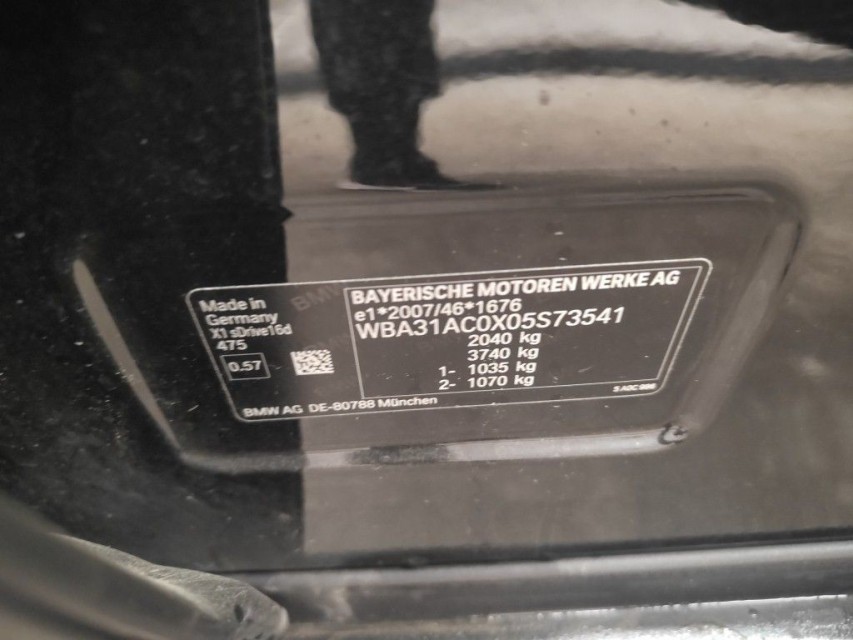 Made in
Germany
X1 sDrive16d
475
0.57
BAYERISCHE MOTOREN WERKE AG
e1*2007/46*1676
WBA31AC0X05S73541
2040 kg
3740 kg
1- 1035 kg
2- 1070 kg
BMW AG DE-80788 München